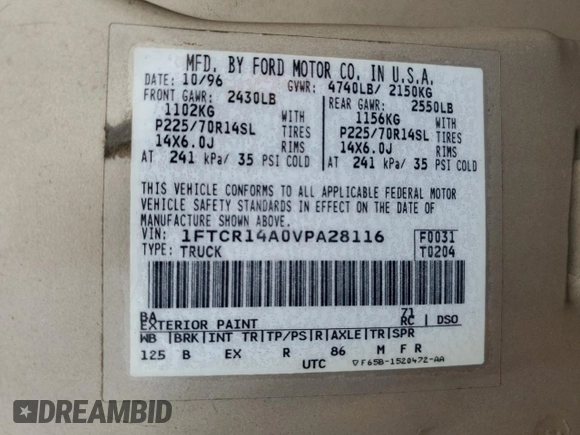 MFD. BY FORD MOTOR CO. IN U.S.A.
DATE: 10/96 GVWR: 4740LB/ 2150KG
FRONT GAWR: 2430LB REAR GAWR: 2550LB
1102KG WITH 1156KG WITH
P225/70R14SL TIRES P225/70R14SL TIRES
14X6.0J RIMS 14X6.0J RIMS
AT 241 kPa/ 35 PSI COLD AT 241 kPa/ 35 PSI COLD
THIS VEHICLE CONFORMS TO ALL APPLICABLE FEDERAL MOTOR
VEHICLE SAFETY STANDARDS IN EFFECT ON THE DATE OF
MANUFACTURE SHOWN ABOVE.
VIN: 1FTCR14A0VPA28116 F0031
TYPE: TRUCK T0204
BA 71
EXTERIOR PAINT RC | DSO
WB |BRK|INT TR|TP/PS|R|AXLE|TR|SPR
125 B EX R 86 M F R
UTC ▽F65B-1520472-AA
DREAMBID